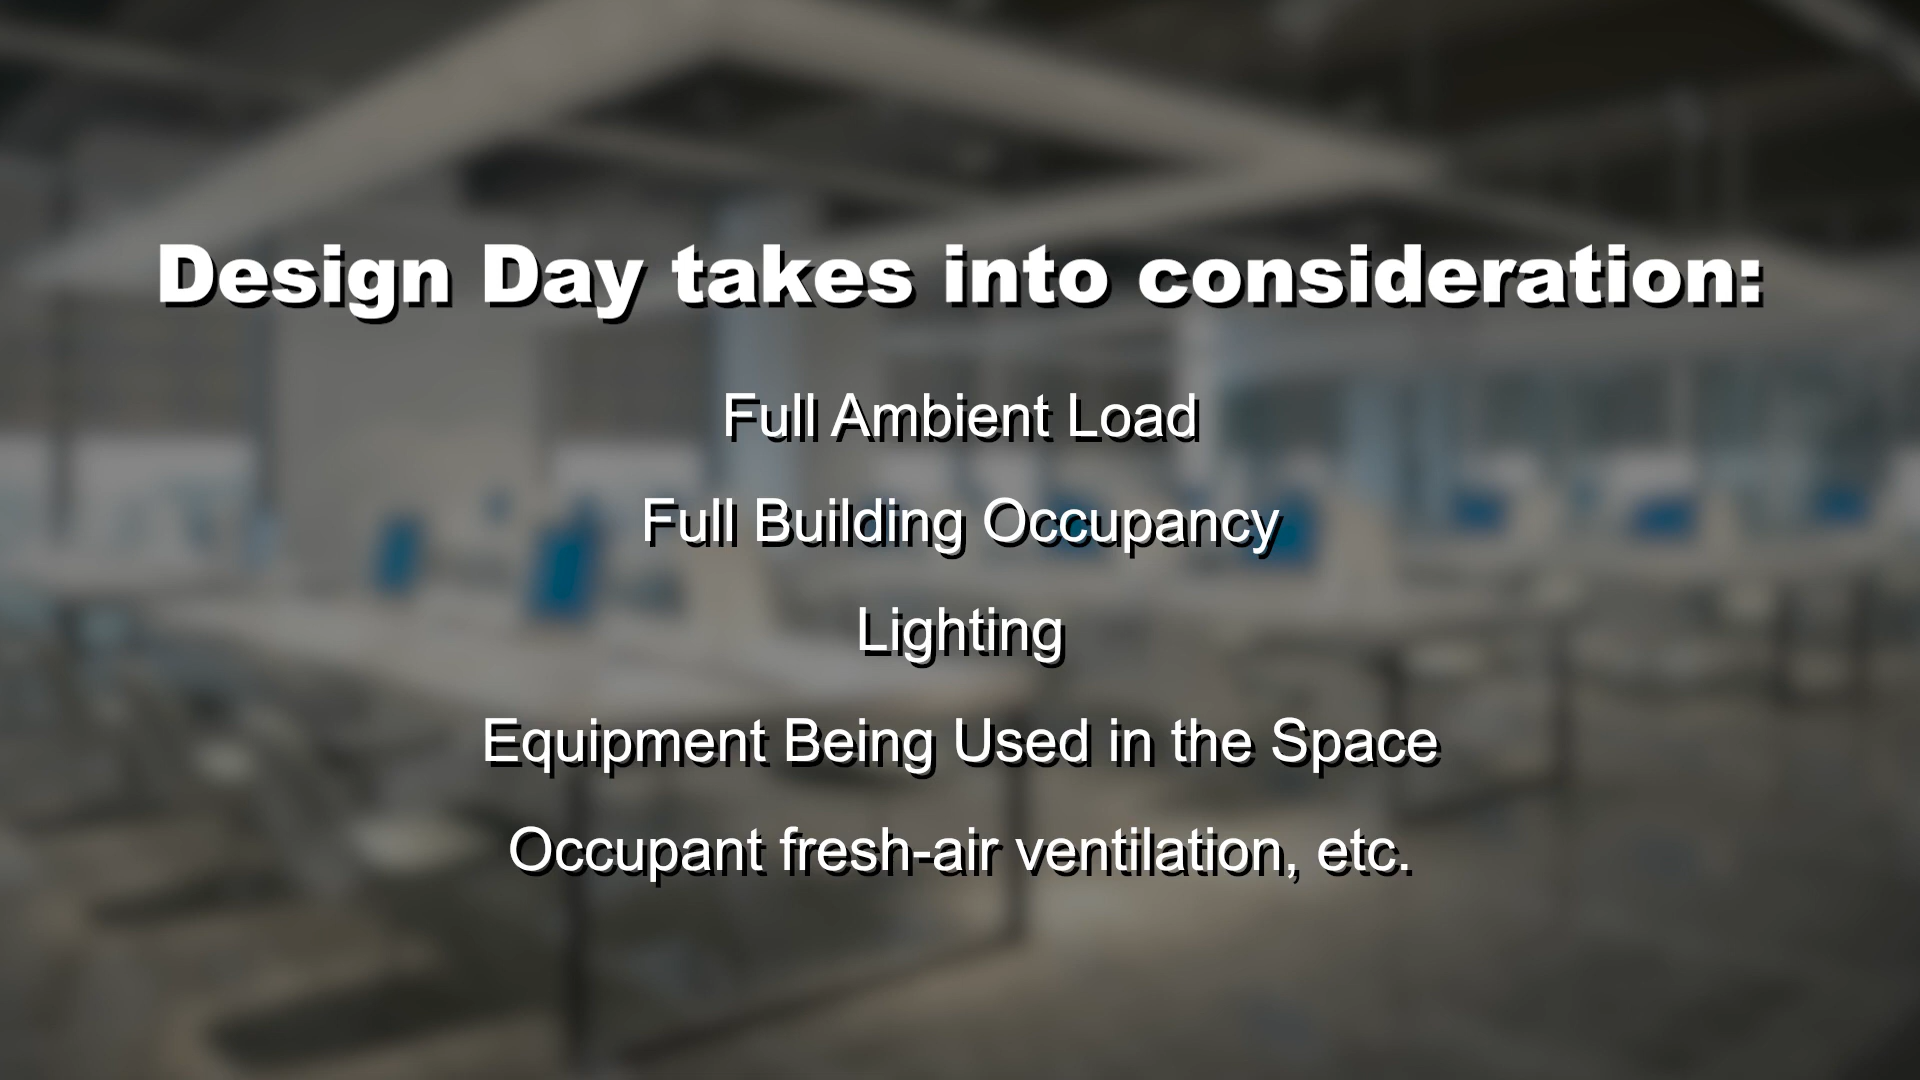 Design Day takes into consideration:
Full Ambient Load
Full Building Occupancy
Lighting
Equipment Being Used in the Space
Occupant fresh-air ventilation, etc.